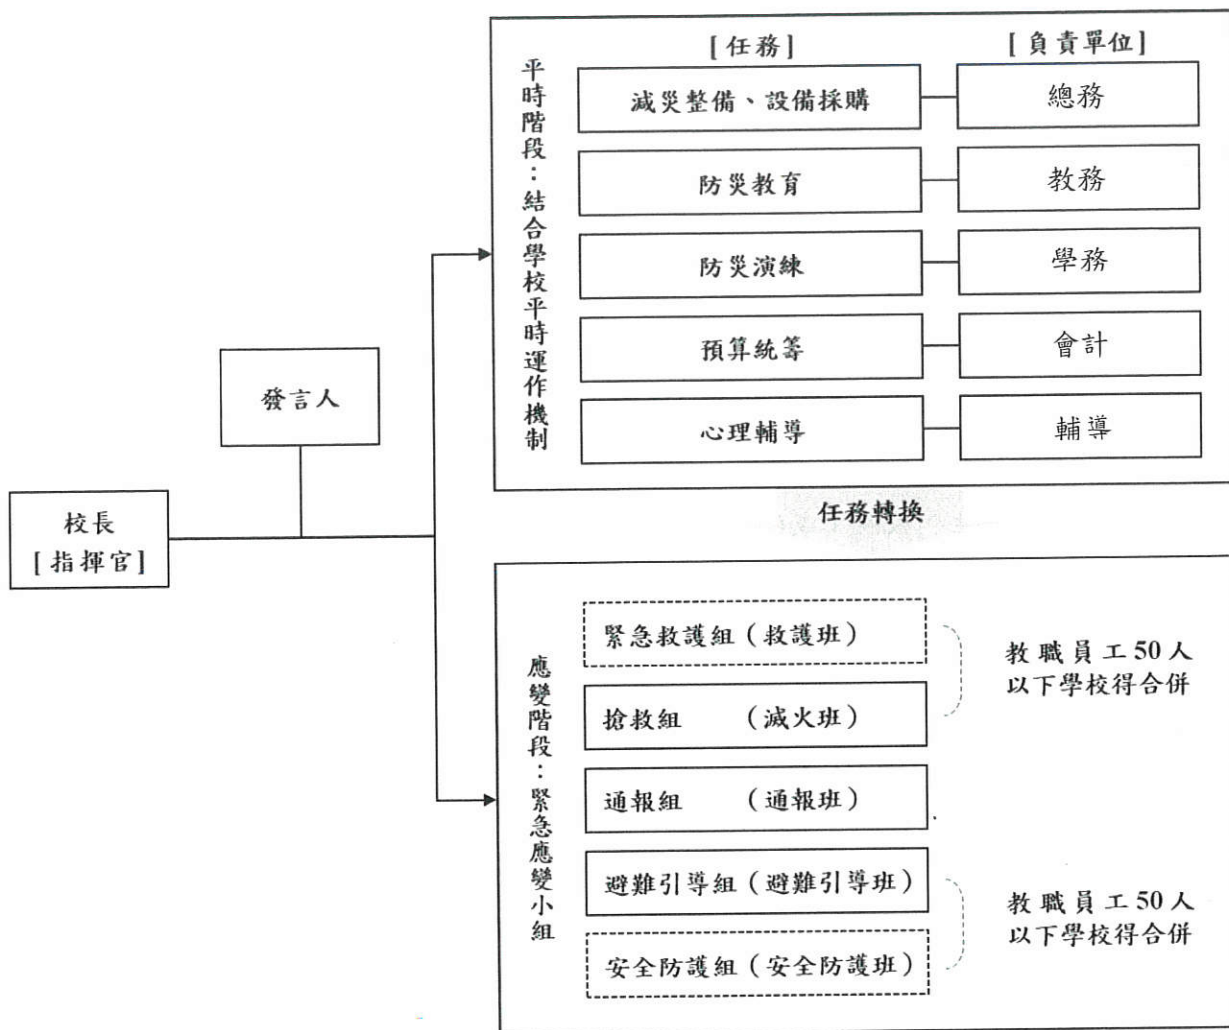 校長
[指揮官]
發言人
平時階段：結合學校平時運作機制
[任務]
[負責單位]
減災整備、設備採購
總務
防災教育
教務
防災演練
學務
預算統籌
會計
心理輔導
輔導
任務轉換
應變階段：緊急應變小組
緊急救護組（救護班）
搶救組 （滅火班）
教職員工50人
以下學校得合併
通報組 （通報班）
避難引導組（避難引導班）
安全防護組（安全防護班）
教職員工50人
以下學校得合併